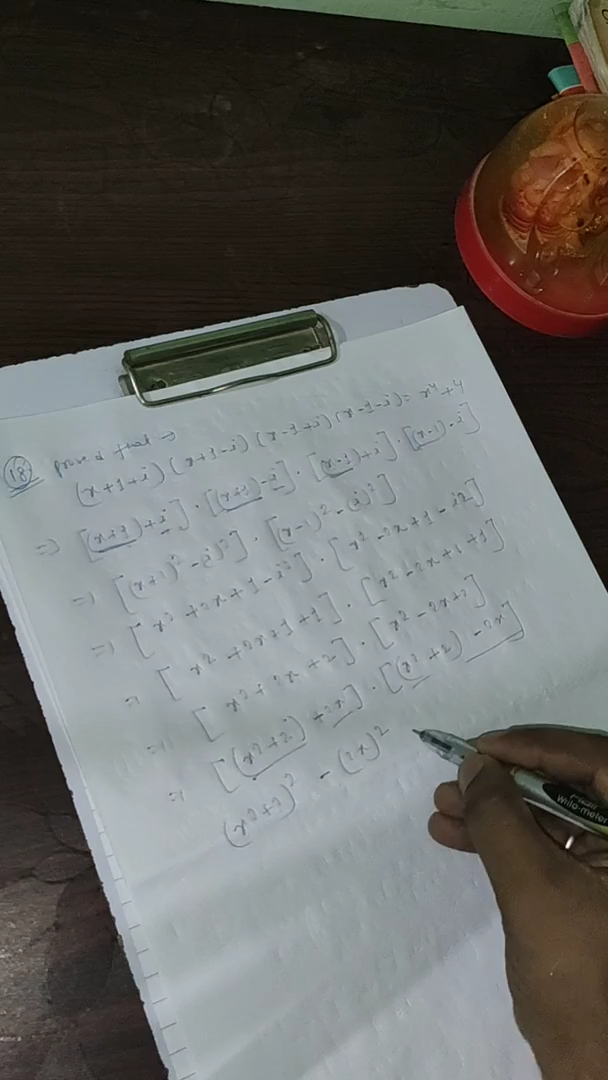 (18) prove that →
(x+1+i) (x+1-i) (x-1+i) (x-1-i) = x⁴+4
⇒ [(x+1)+i] · [(x+1)-i] · [(x-1)+i] · [(x-1)-i]
⇒ [(x+1)² - (i)²] · [(x-1)² - (i)²]
⇒ [x²+2x+1-i²] · [x²-2x+1-i2]
⇒ [x²+2x+1+1] · [x²-2x+1+1]
⇒ [x²+2x+2] · [x²-2x+2]
⇒ [(x²+2)+2x] · [(x²+2)-2x]
(x²+2)² - (2x)²